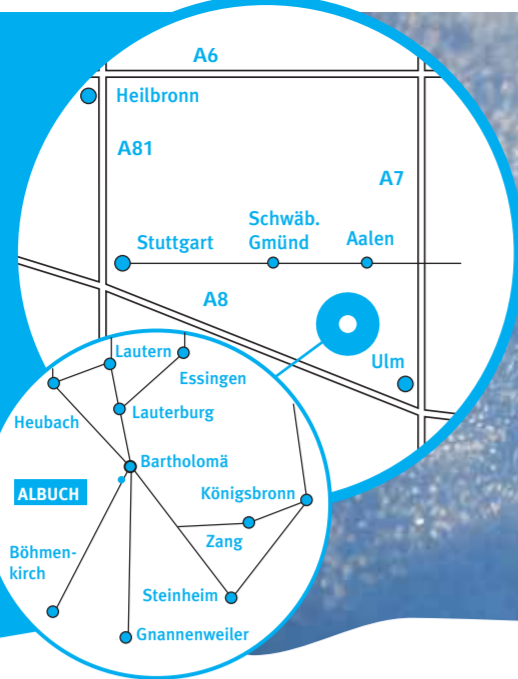 A6
Heilbronn
A81
A7
Schwäb.
Gmünd
Stuttgart
Aalen
A8
Ulm
Lautern
Essingen
Heubach
Lauterburg
Bartholomä
ALBUCH
Königsbronn
Zang
Böhmen-
kirch
Steinheim
Gnannenweiler